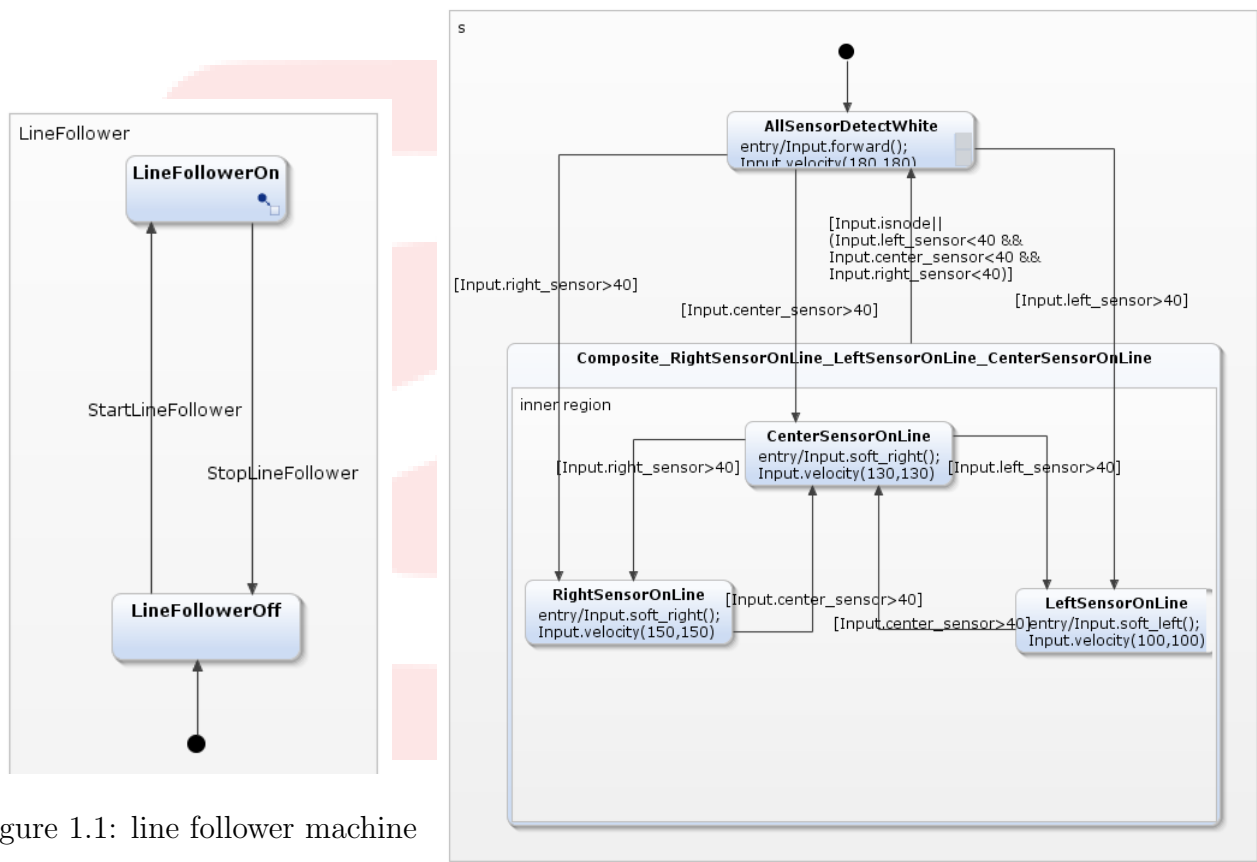 LineFollower
LineFollowerOn
StartLineFollower
StopLineFollower
LineFollowerOff
gure 1.1: line follower machine
s
AllSensorDetectWhite
entry/Input.forward();
Input.velocity(180,180)
[Input.isnode||
(Input.left_sensor<40 &&
Input.center_sensor<40 &&
Input.right_sensor<40)]
[Input.right_sensor>40]
[Input.center_sensor>40]
[Input.left_sensor>40]
Composite_RightSensorOnLine_LeftSensorOnLine_CenterSensorOnLine
inner region
CenterSensorOnLine
entry/Input.soft_right();
Input.velocity(130,130)
[Input.right_sensor>40]
[Input.left_sensor>40]
RightSensorOnLine
entry/Input.soft_right();
Input.velocity(150,150)
[Input.center_sensor>40]
[Input.center_sensor>40]
LeftSensorOnLine
entry/Input.soft_left();
Input.velocity(100,100)